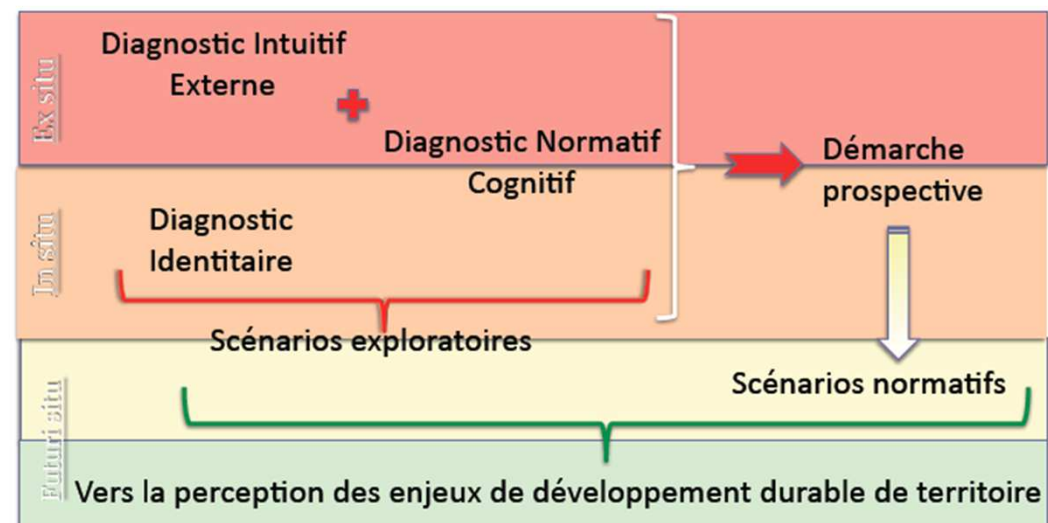 Ex situ
Diagnostic Intuitif
Externe
Diagnostic Normatif
Cognitif
Démarche
prospective
In situ
Diagnostic
Identitaire
Scénarios exploratoires
Futuri situ
Scénarios normatifs
Vers la perception des enjeux de développement durable de territoire